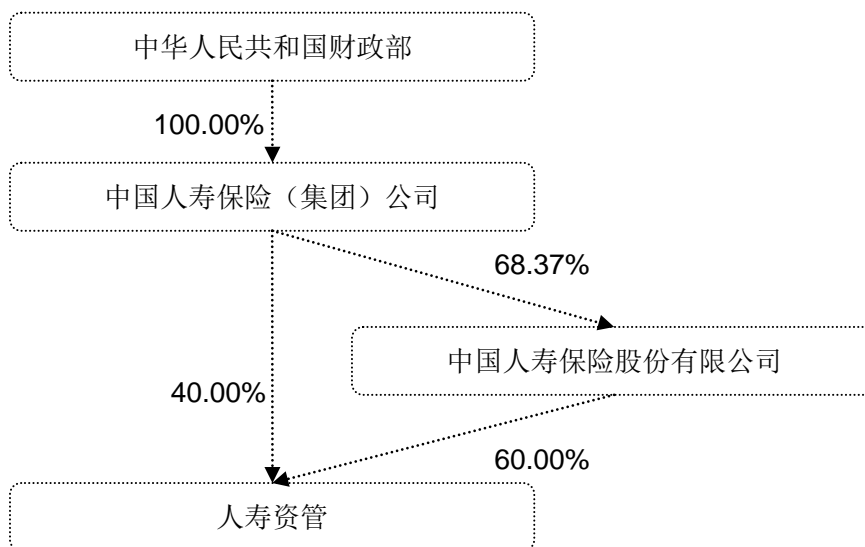 中华人民共和国财政部
100.00%
中国人寿保险（集团）公司
68.37%
中国人寿保险股份有限公司
40.00%
60.00%
人寿资管